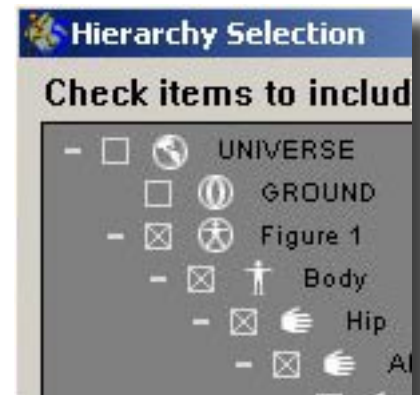 Hierarchy Selection
Check items to includ
UNIVERSE
GROUND
Figure 1
Body
Hip